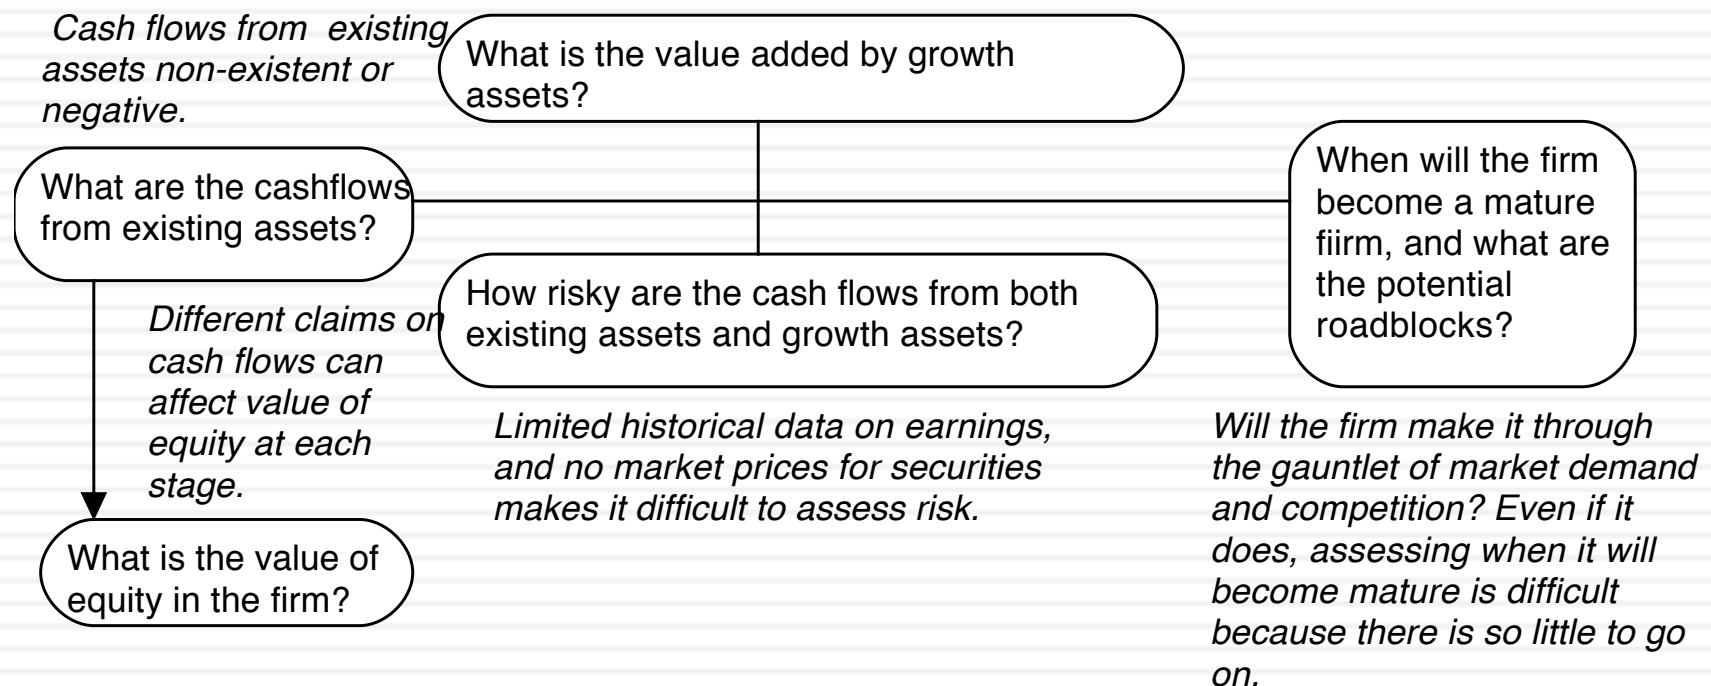 Cash flows from  existing
assets non-existent or
negative.
What is the value added by growth
assets?
What are the cashflows
from existing assets?
When will the firm
become a mature
fiirm, and what are
the potential
roadblocks?
How risky are the cash flows from both
existing assets and growth assets?
Different claims on
cash flows can
affect value of
equity at each
stage.
Limited historical data on earnings,
and no market prices for securities
makes it difficult to assess risk.
Will the firm make it through
the gauntlet of market demand
and competition? Even if it
does, assessing when it will
become mature is difficult
because there is so little to go
on.
What is the value of
equity in the firm?